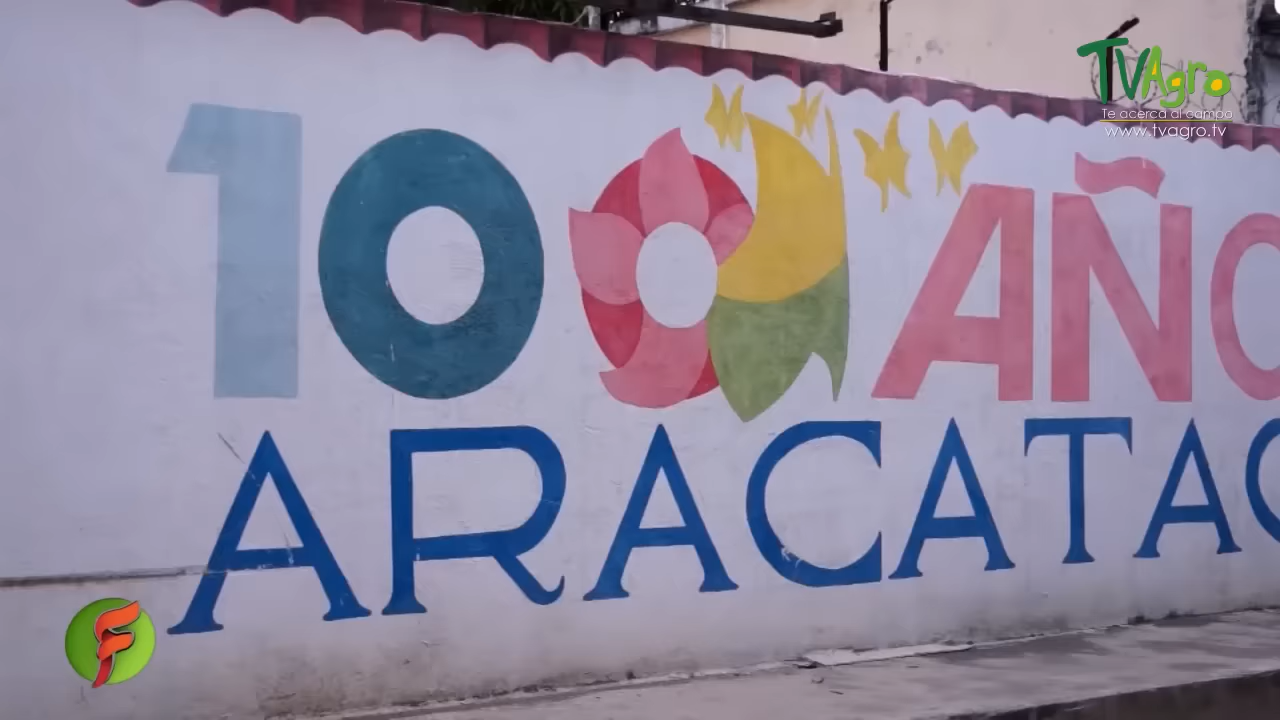 TVAgro
Te acerca al campo
www.tvagro.tv
100 AÑO
ARACATAC
F